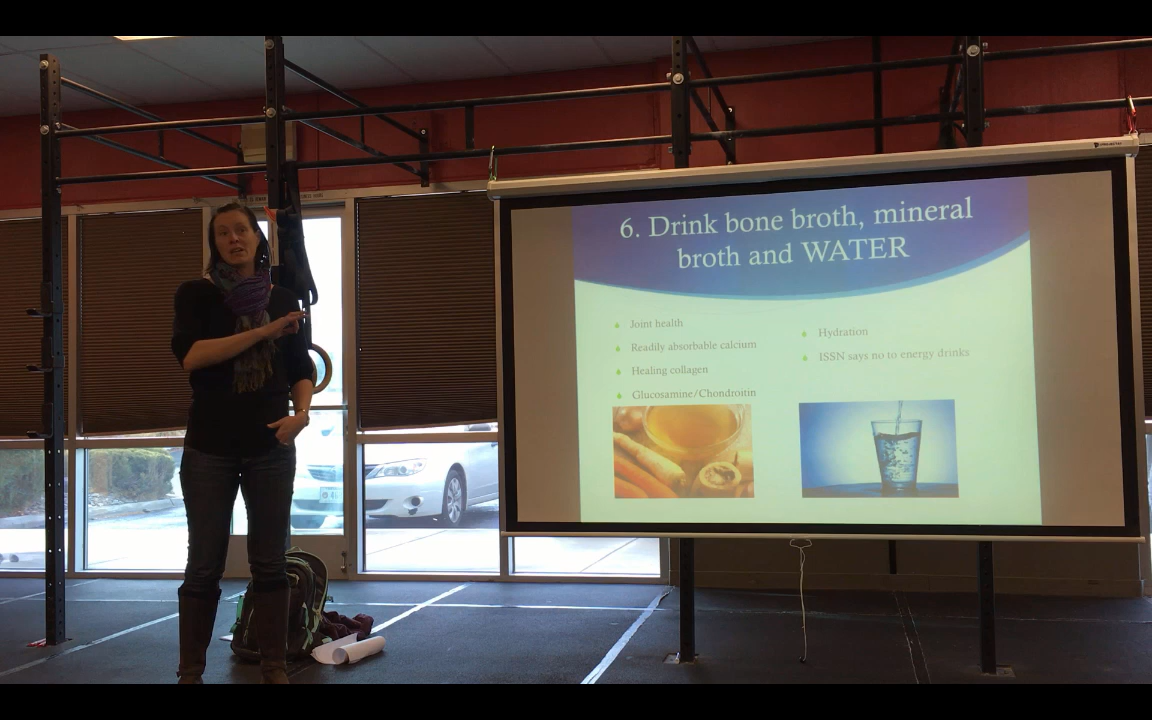 6. Drink bone broth, mineral
broth and WATER
Joint health
Readily absorbable calcium
Healing collagen
Glucosamine/Chondroitin
Hydration
ISSN says no to energy drinks